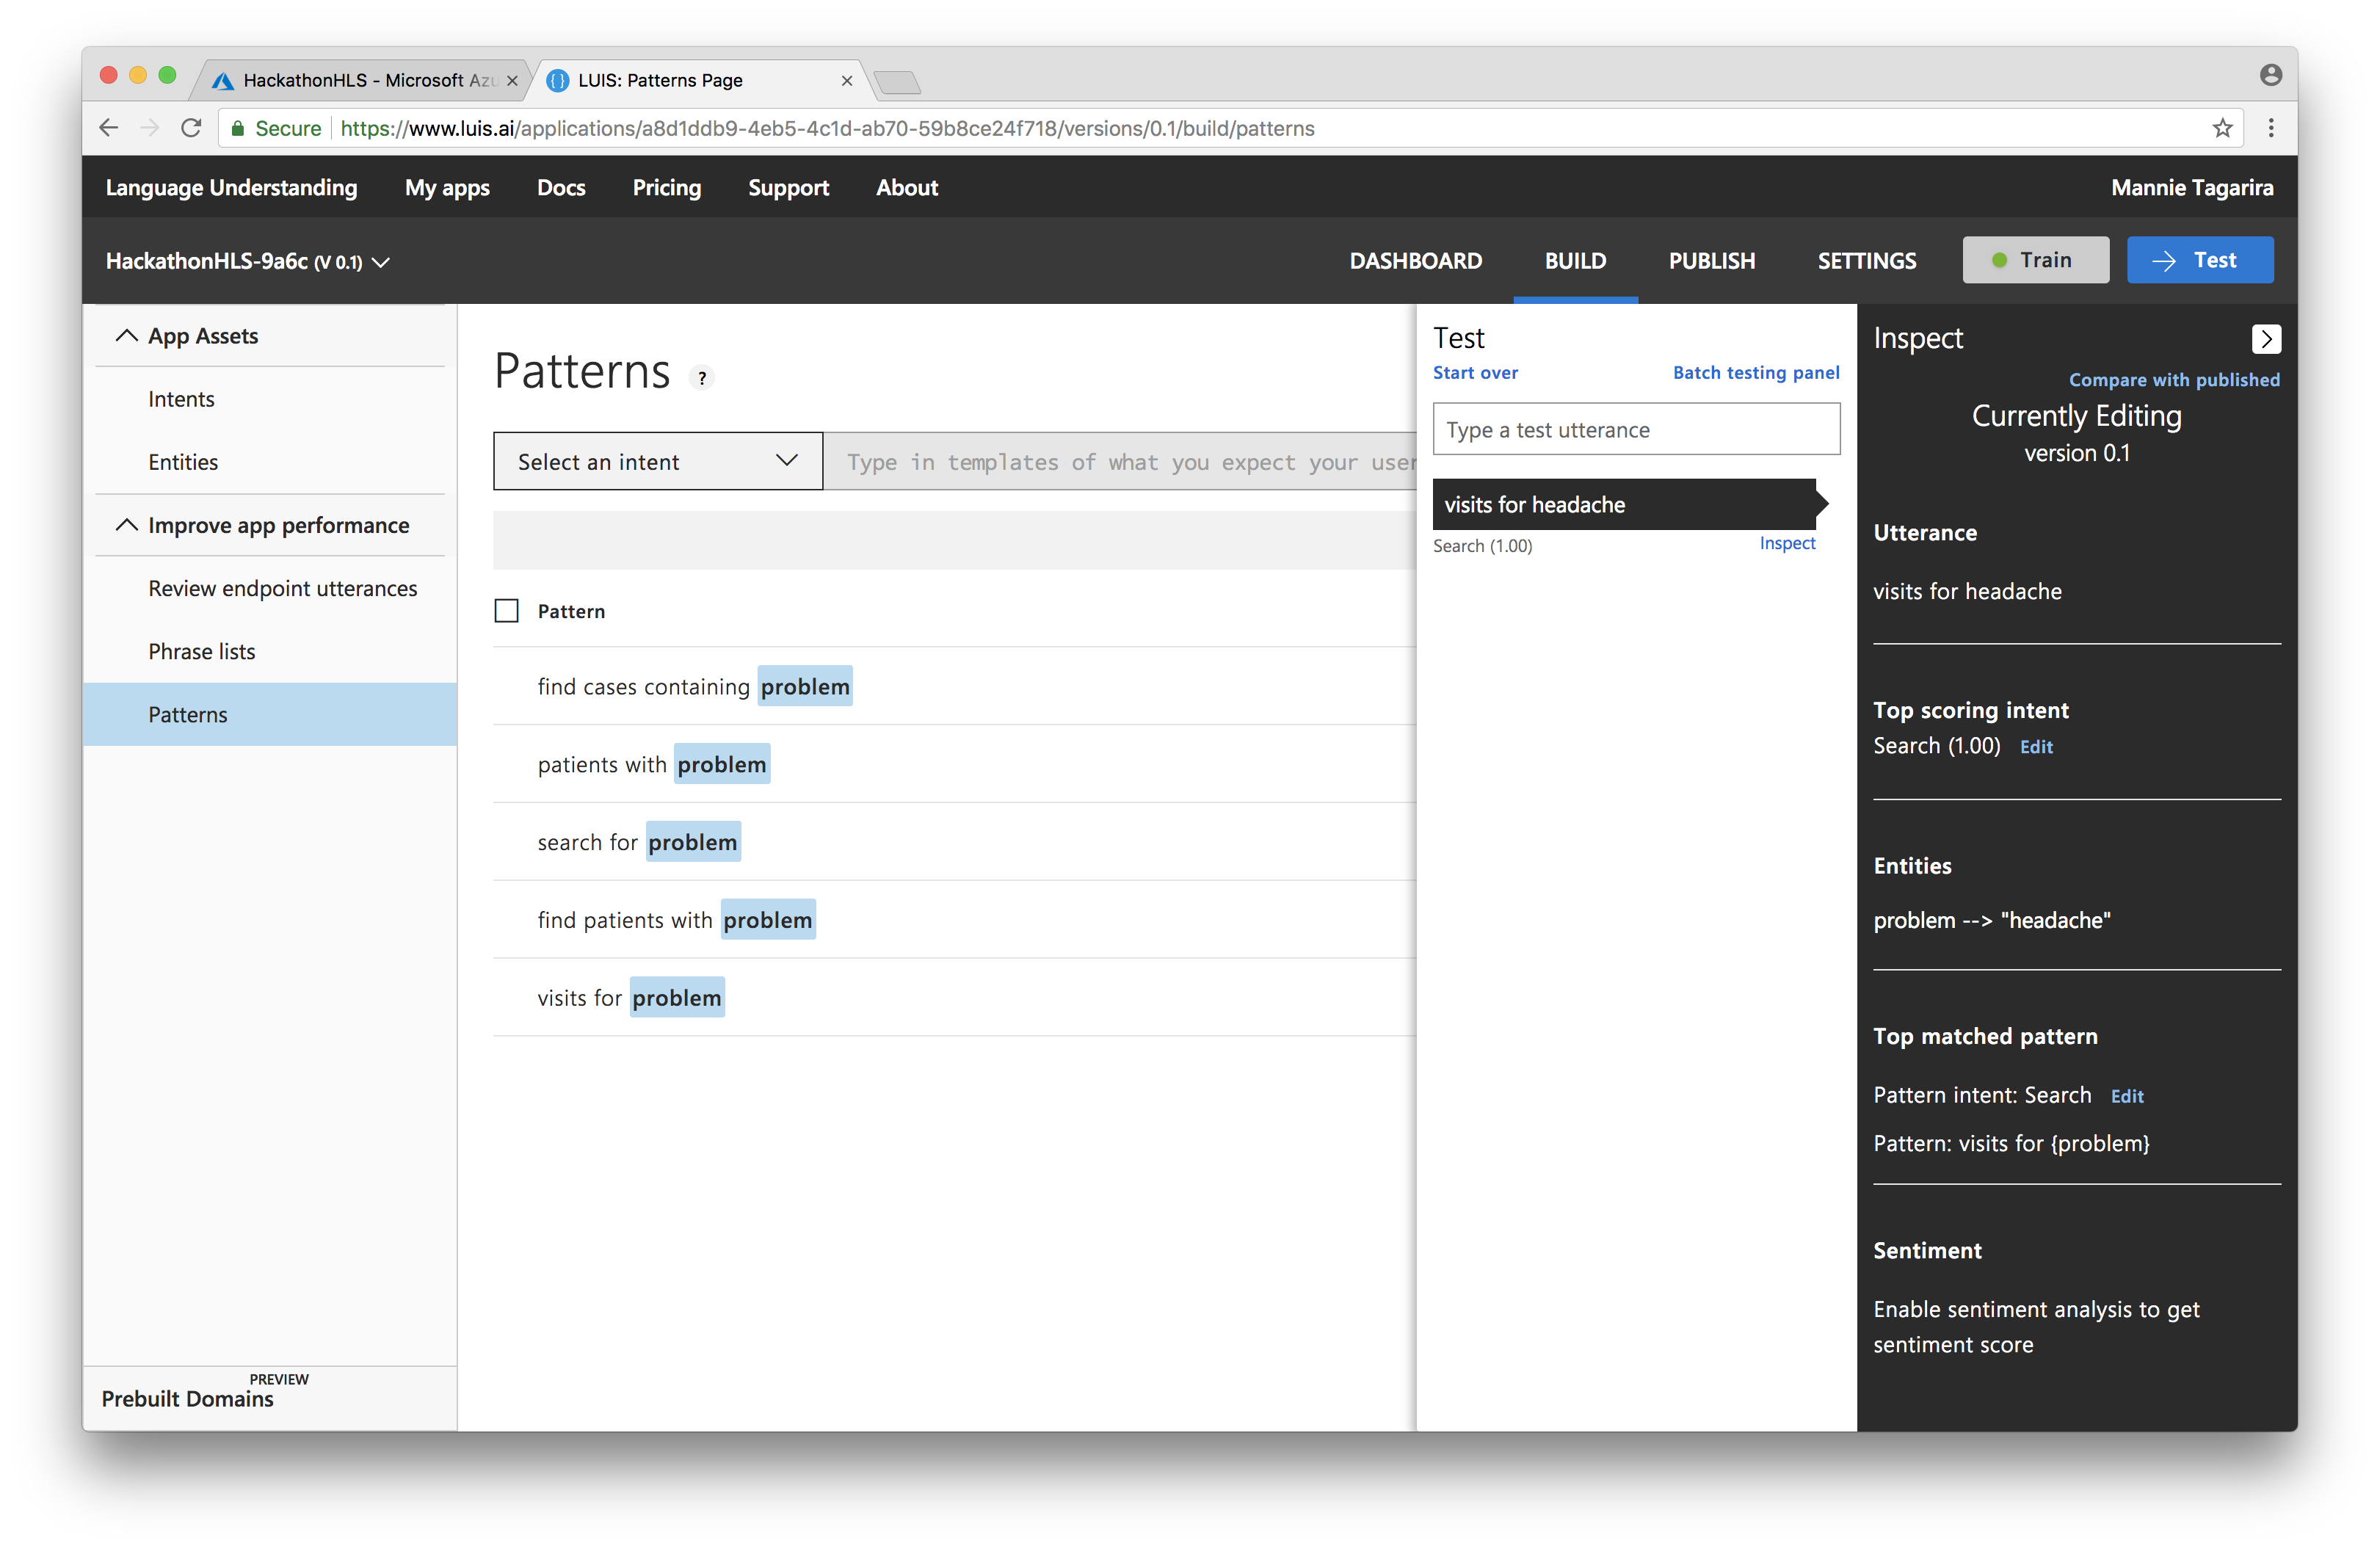 HackathonHLS - Microsoft Azu
LUIS: Patterns Page
Secure
https://www.luis.ai/applications/a8d1ddb9-4eb5-4c1d-ab70-59b8ce24f718/versions/0.1/build/patterns
Language Understanding My apps Docs Pricing Support About Mannie Tagarira
HackathonHLS-9a6c (V 0.1) DASHBOARD BUILD PUBLISH SETTINGS Train Test
App Assets
Intents
Entities
Improve app performance
Review endpoint utterances
Phrase lists
Patterns
PREVIEW
Prebuilt Domains
Patterns ?
Select an intent
Type in templates of what you expect your user
Pattern
find cases containing problem
patients with problem
search for problem
find patients with problem
visits for problem
Test
Start over Batch testing panel
Type a test utterance
visits for headache
Search (1.00) Inspect
Inspect
Compare with published
Currently Editing
version 0.1
Utterance
visits for headache
Top scoring intent
Search (1.00) Edit
Entities
problem --> "headache"
Top matched pattern
Pattern intent: Search Edit
Pattern: visits for {problem}
Sentiment
Enable sentiment analysis to get
sentiment score